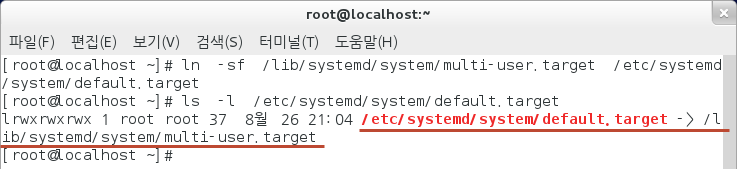 root@localhost:~
파일(F) 편집(E) 보기(V) 검색(S) 터미널(T) 도움말(H)
[root@localhost ~]# ln -sf /lib/systemd/system/multi-user.target /etc/systemd
/system/default.target
[root@localhost ~]# ls -l /etc/systemd/system/default.target
lrwxrwxrwx 1 root root 37 8월 26 21:04 /etc/systemd/system/default.target -> /l
ib/systemd/system/multi-user.target
[root@localhost ~]#